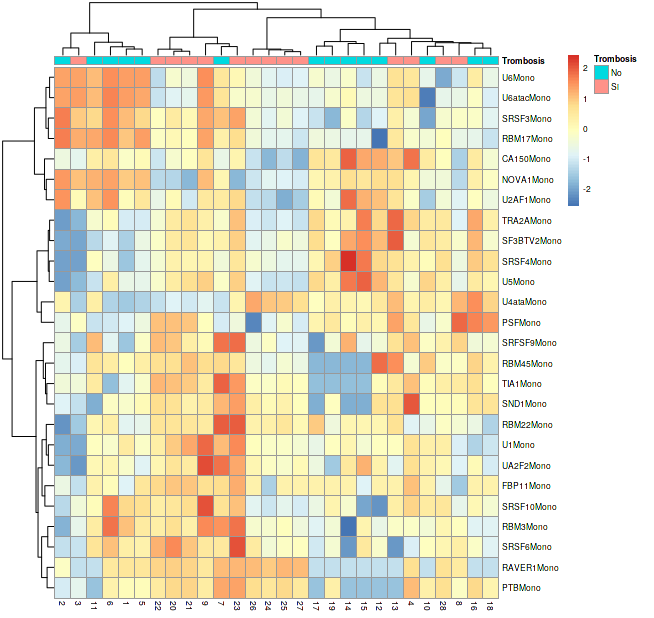 Trombosis
U6Mono
U6atacMono
SRSF3Mono
RBM17Mono
CA150Mono
NOVA1Mono
U2AF1Mono
TRA2AMono
SF3BTV2Mono
SRSF4Mono
U5Mono
U4ataMono
PSFMono
SRFSF9Mono
RBM45Mono
TIA1Mono
SND1Mono
RBM22Mono
U1Mono
UA2F2Mono
FBP11Mono
SRSF10Mono
RBM3Mono
SRSF6Mono
RAVER1Mono
PTBMono
2 3 11 6 1 5 22 20 21 9 7 23 26 24 25 27 17 19 14 15 12 13 4 10 28 8 16 18
2
1
0
-1
-2
Trombosis
No
SI